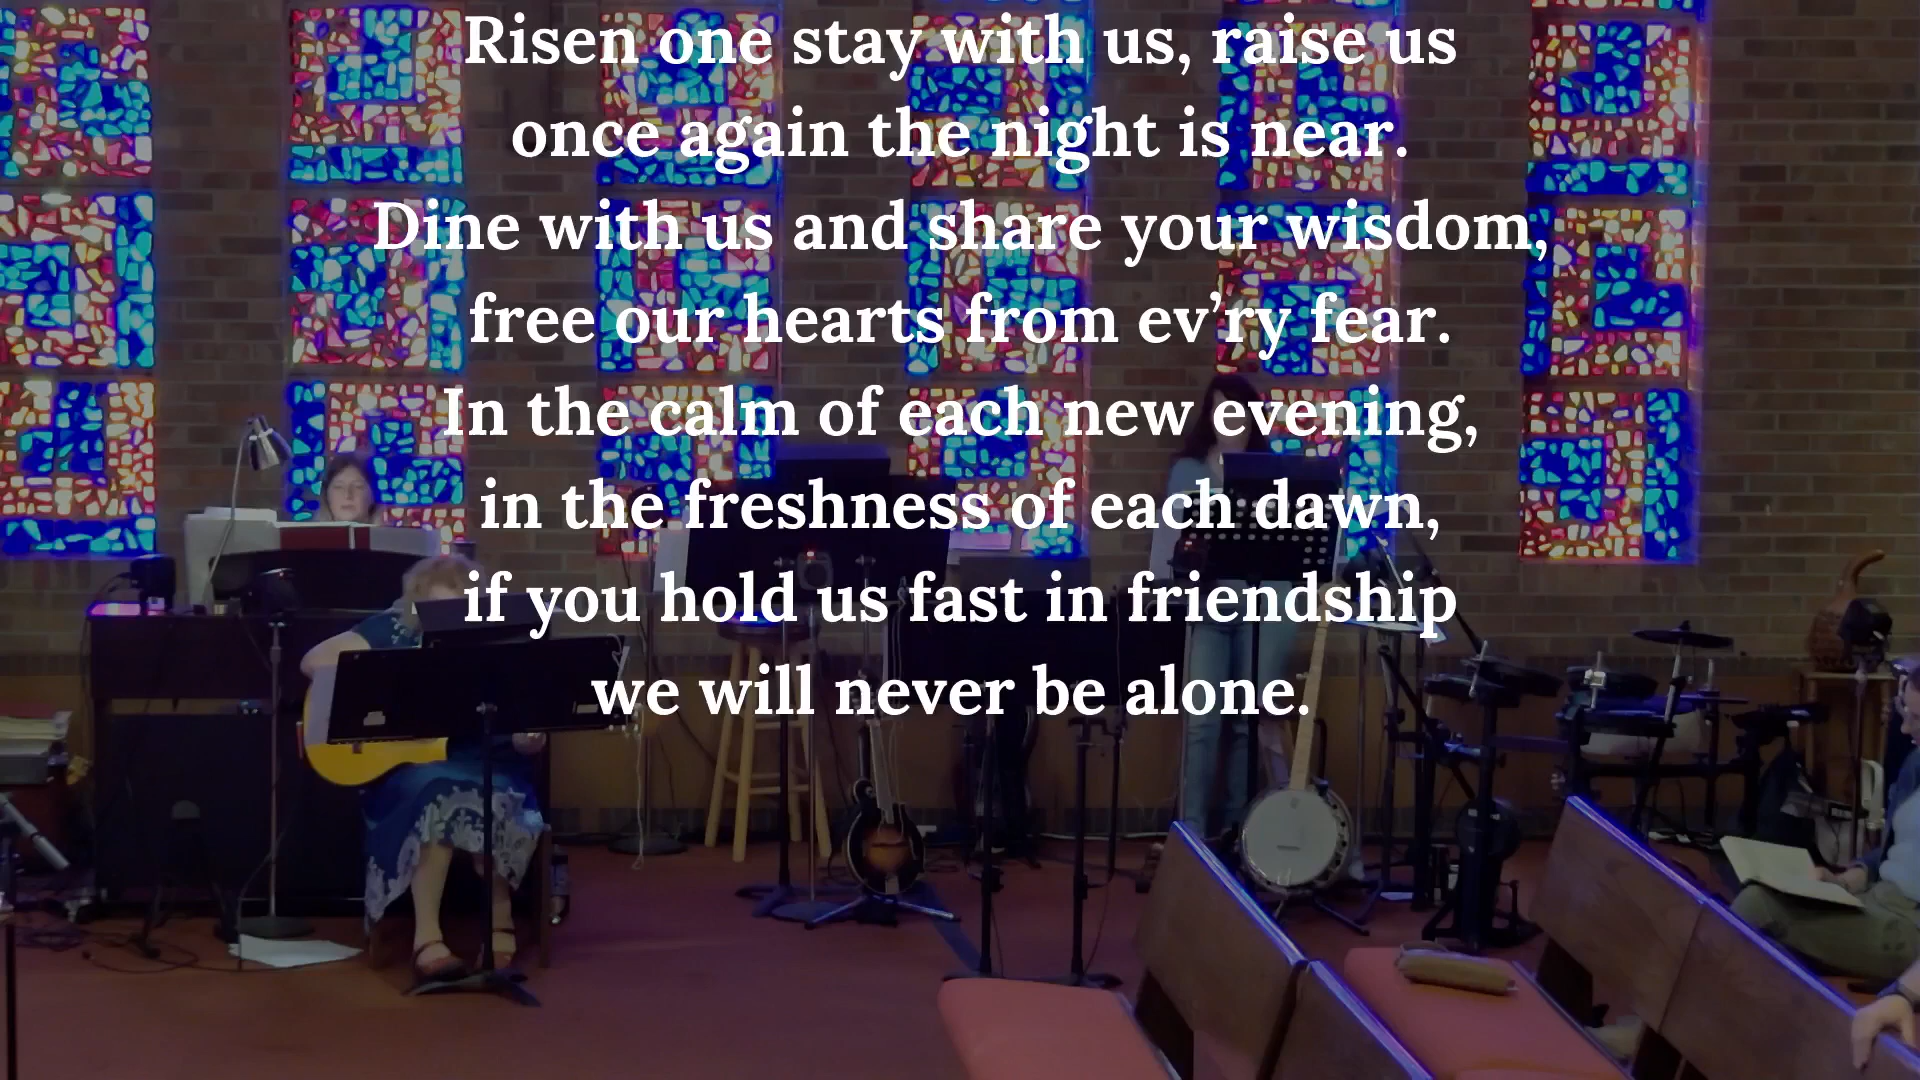 Risen one stay with us, raise us
once again the night is near.
Dine with us and share your wisdom,
free our hearts from ev’ry fear.
In the calm of each new evening,
in the freshness of each dawn,
if you hold us fast in friendship
we will never be alone.